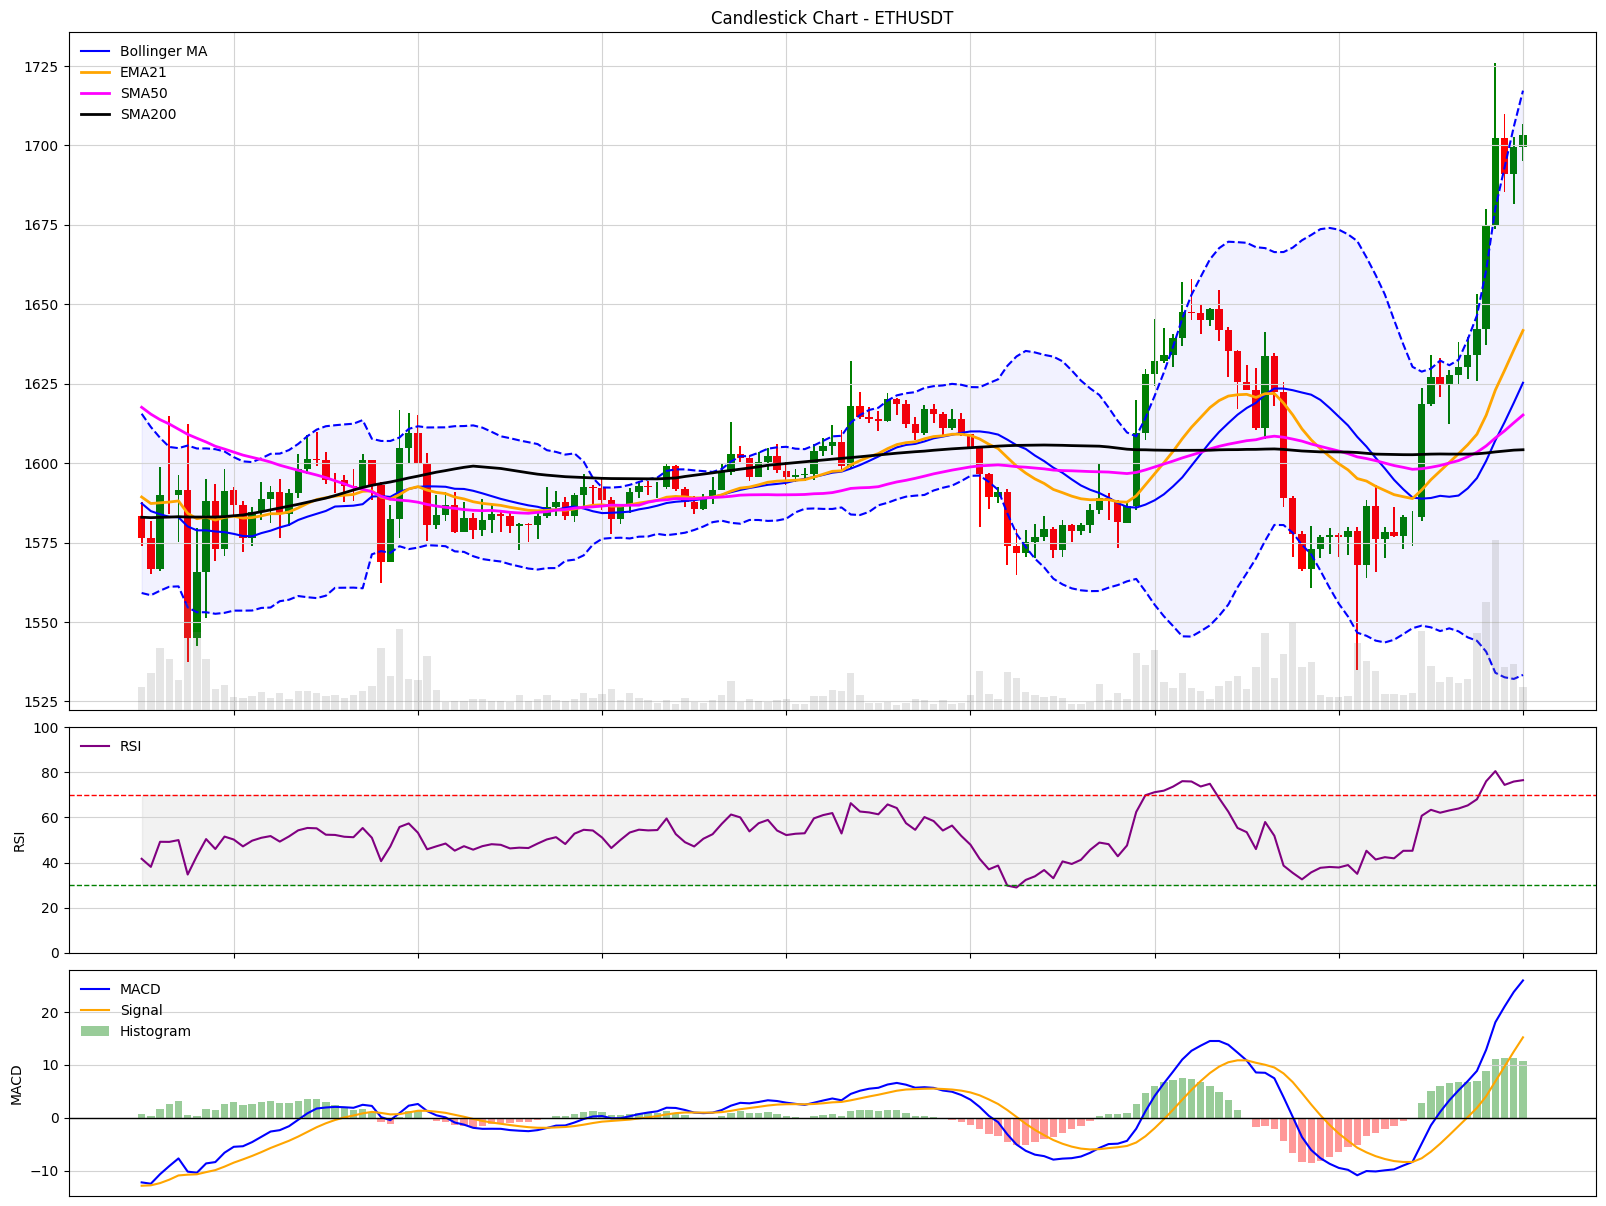 Candlestick Chart - ETHUSDT
Bollinger MA
EMA21
SMA50
SMA200
1725
1700
1675
1650
1625
1600
1575
1550
1525
RSI
100
80
60
40
20
0
RSI
MACD
Signal
Histogram
20
10
0
−10
MACD